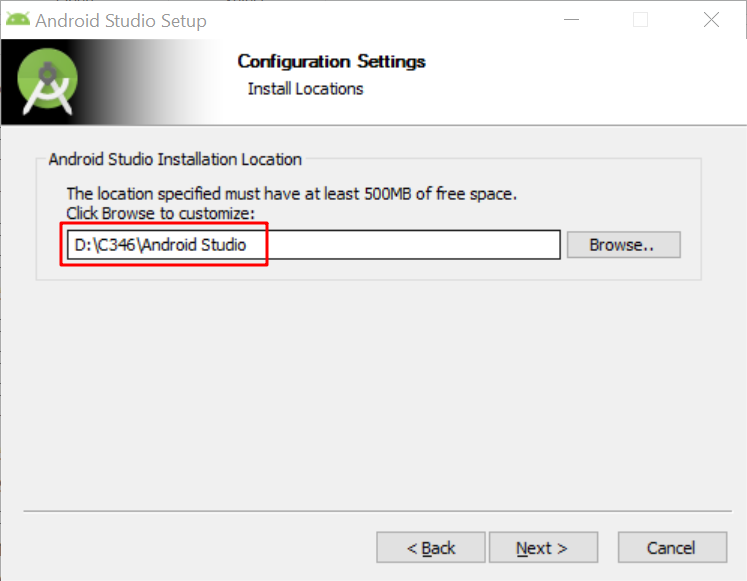 Android Studio Setup
Configuration Settings
Install Locations
Android Studio Installation Location
The location specified must have at least 500MB of free space.
Click Browse to customize:
D:\C346\Android Studio
Browse..
< Back
Next >
Cancel